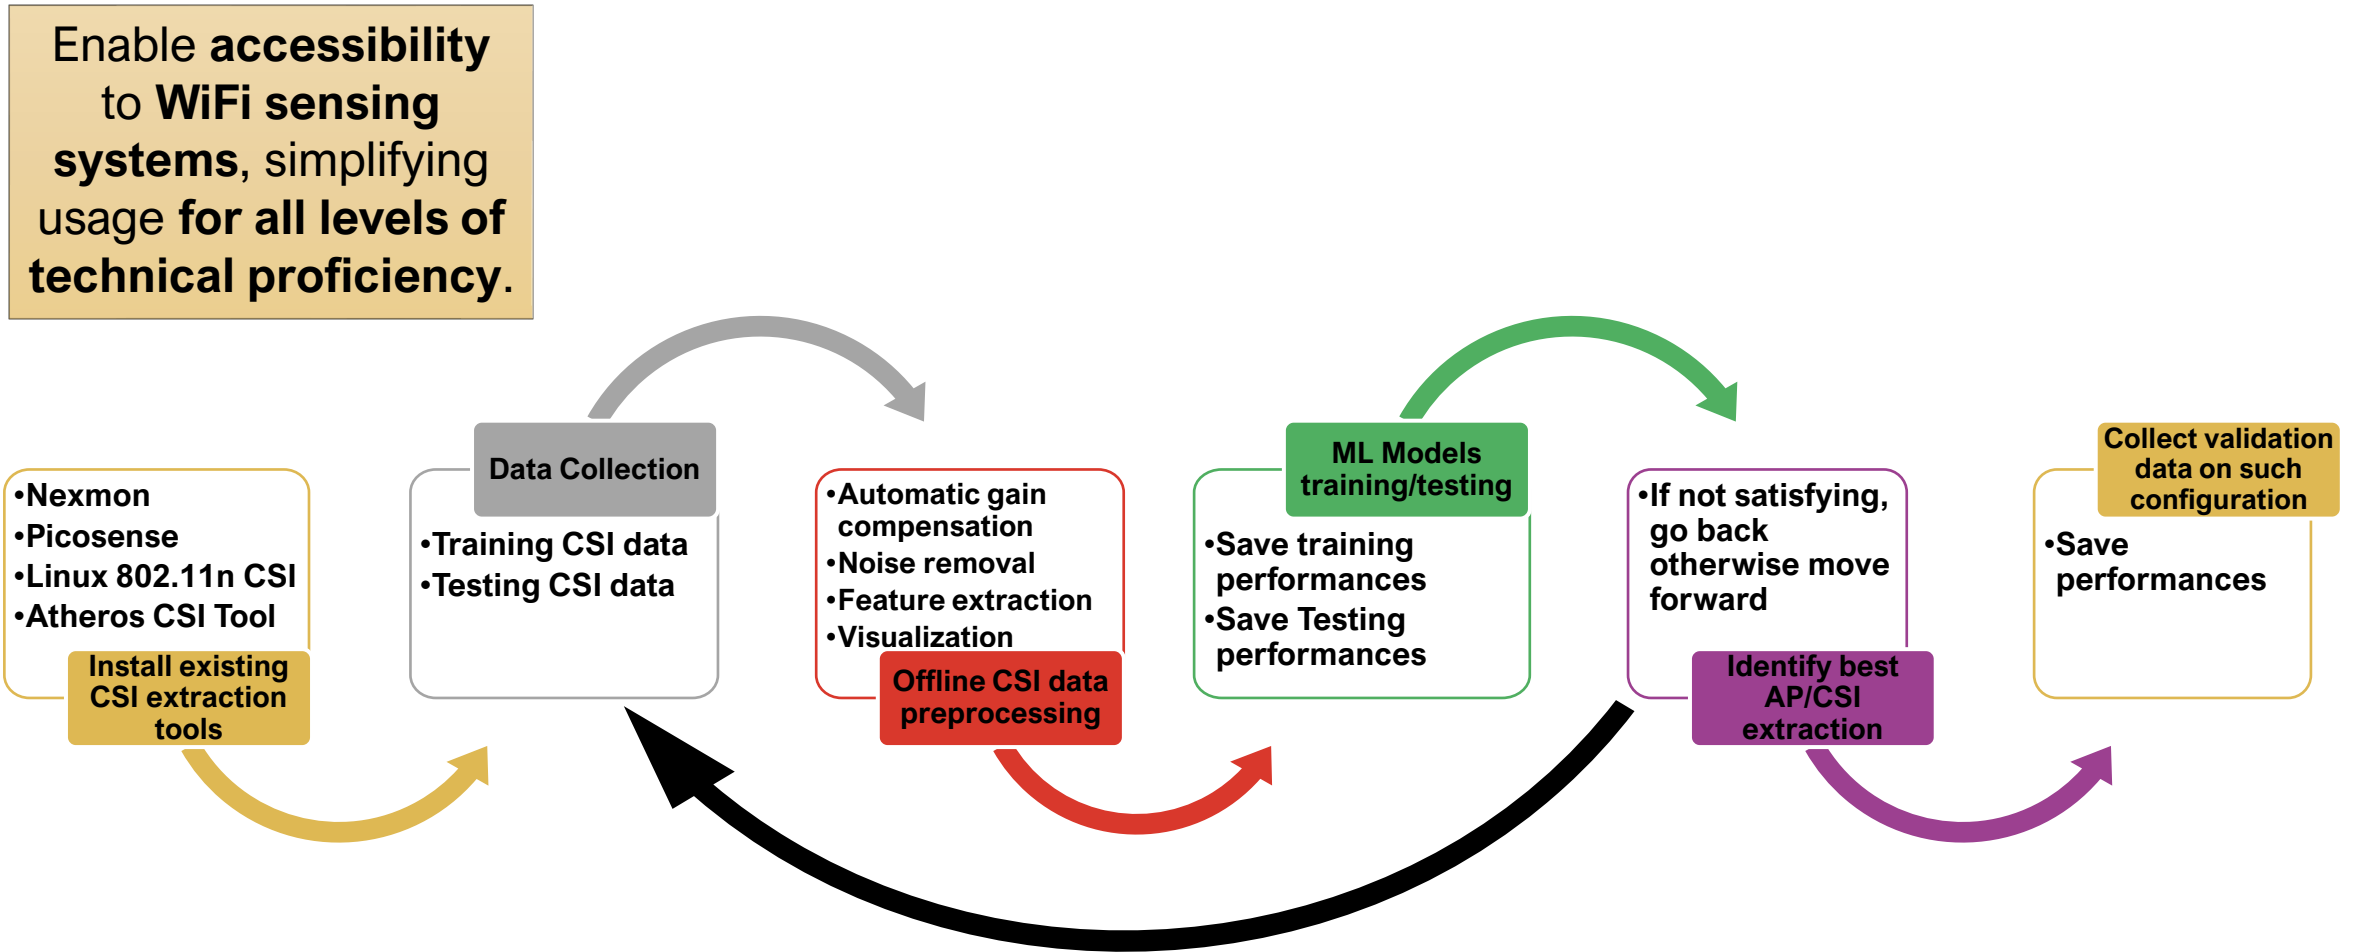 Enable accessibility
to WiFi sensing
systems, simplifying
usage for all levels of
technical proficiency.
•Nexmon
•Picosense
•Linux 802.11n CSI
•Atheros CSI Tool
Install existing
CSI extraction
tools
Data Collection
•Training CSI data
•Testing CSI data
•Automatic gain
compensation
•Noise removal
•Feature extraction
•Visualization
Offline CSI data
preprocessing
ML Models
training/testing
•Save training
performances
•Save Testing
performances
•If not satisfying,
go back
otherwise move
forward
Identify best
AP/CSI
extraction
Collect validation
data on such
configuration
•Save
performances